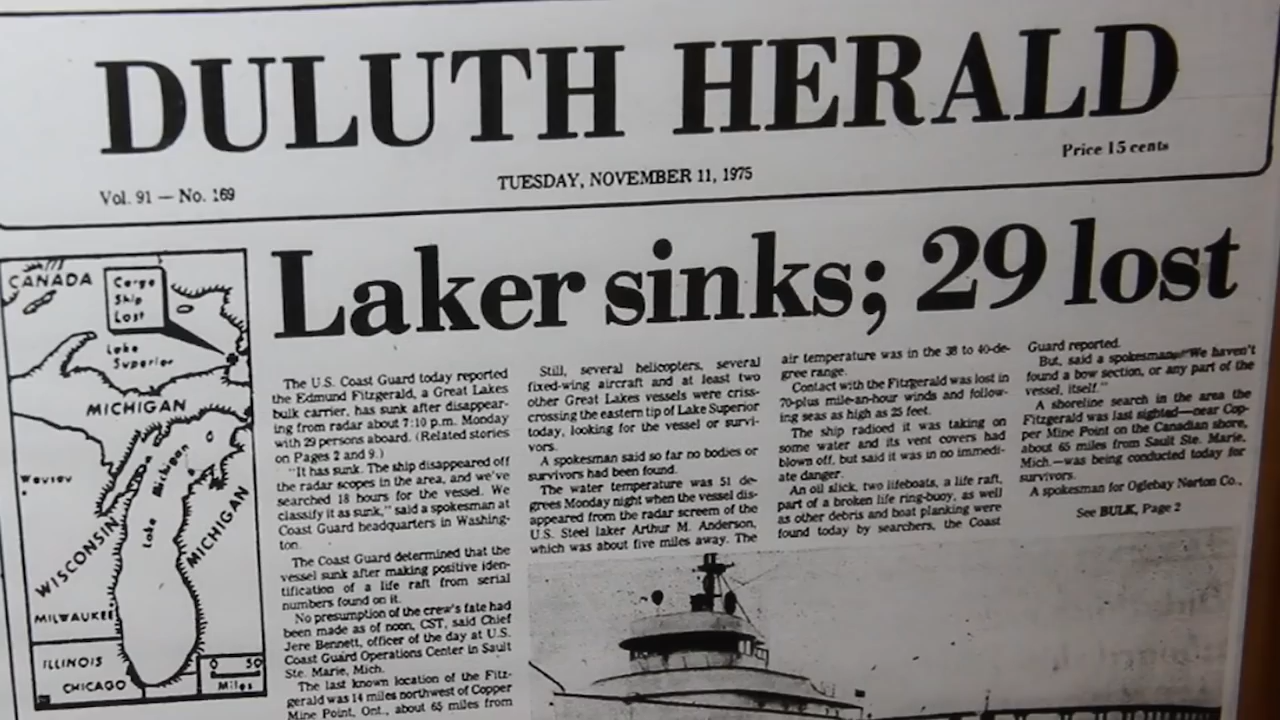 DULUTH HERALD
Vol. 91 — No. 169
TUESDAY, NOVEMBER 11, 1975
Price 15 cents
Laker sinks; 29 lost
CANADA
Cargo
Ship
Lost
Lake
Superior
MICHIGAN
Wausau
Lake Michigan
WISCONSIN
MICHIGAN
MILWAUKEE
ILLINOIS
CHICAGO
0 50
Miles
The U.S. Coast Guard today reported
the Edmund Fitzgerald, a Great Lakes
bulk carrier, has sunk after disappear-
ing from radar about 7:10 p.m. Monday
with 29 persons aboard. (Related stories
on Pages 2 and 9.)
"It has sunk. The ship disappeared off
the radar scopes in the area, and we've
searched 18 hours for the vessel. We
classify it as sunk," said a spokesman at
Coast Guard headquarters in Washing-
ton.
The Coast Guard determined that the
vessel sunk after making positive iden-
tification of a life raft from serial
numbers found on it.
No presumption of the crew's fate had
been made as of noon, CST, said Chief
Jere Bennett, officer of the day at U.S.
Coast Guard Operations Center in Sault
Ste. Marie, Mich.
The last known location of the Fitz-
gerald was 14 miles northwest of Copper
Mine Point, Ont., about 65 miles from
Still, several helicopters, several
fixed-wing aircraft and at least two
other Great Lakes vessels were criss-
crossing the eastern tip of Lake Superior
today, looking for the vessel or survi-
vors.
A spokesman said so far no bodies or
survivors had been found.
The water temperature was 51 de-
grees Monday night when the vessel dis-
appeared from the radar screem of the
U.S. Steel laker Arthur M. Anderson,
which was about five miles away. The
air temperature was in the 38 to 40-de-
gree range.
Contact with the Fitzgerald was lost in
70-plus mile-an-hour winds and follow-
ing seas as high as 25 feet.
The ship radioed it was taking on
some water and its vent covers had
blown off, but said it was in no immedi-
ate danger.
An oil slick, two lifeboats, a life raft,
part of a broken life ring-buoy, as well
as other debris and boat planking were
found today by searchers, the Coast
Guard reported.
But, said a spokesman, "We haven't
found a bow section, or any part of the
vessel, itself."
A shoreline search in the area the
Fitzgerald was last sighted—near Cop-
per Mine Point on the Canadian shore,
about 65 miles from Sault Ste. Marie,
Mich.—was being conducted today for
survivors.
A spokesman for Oglebay Norton Co.,
See BULK, Page 2